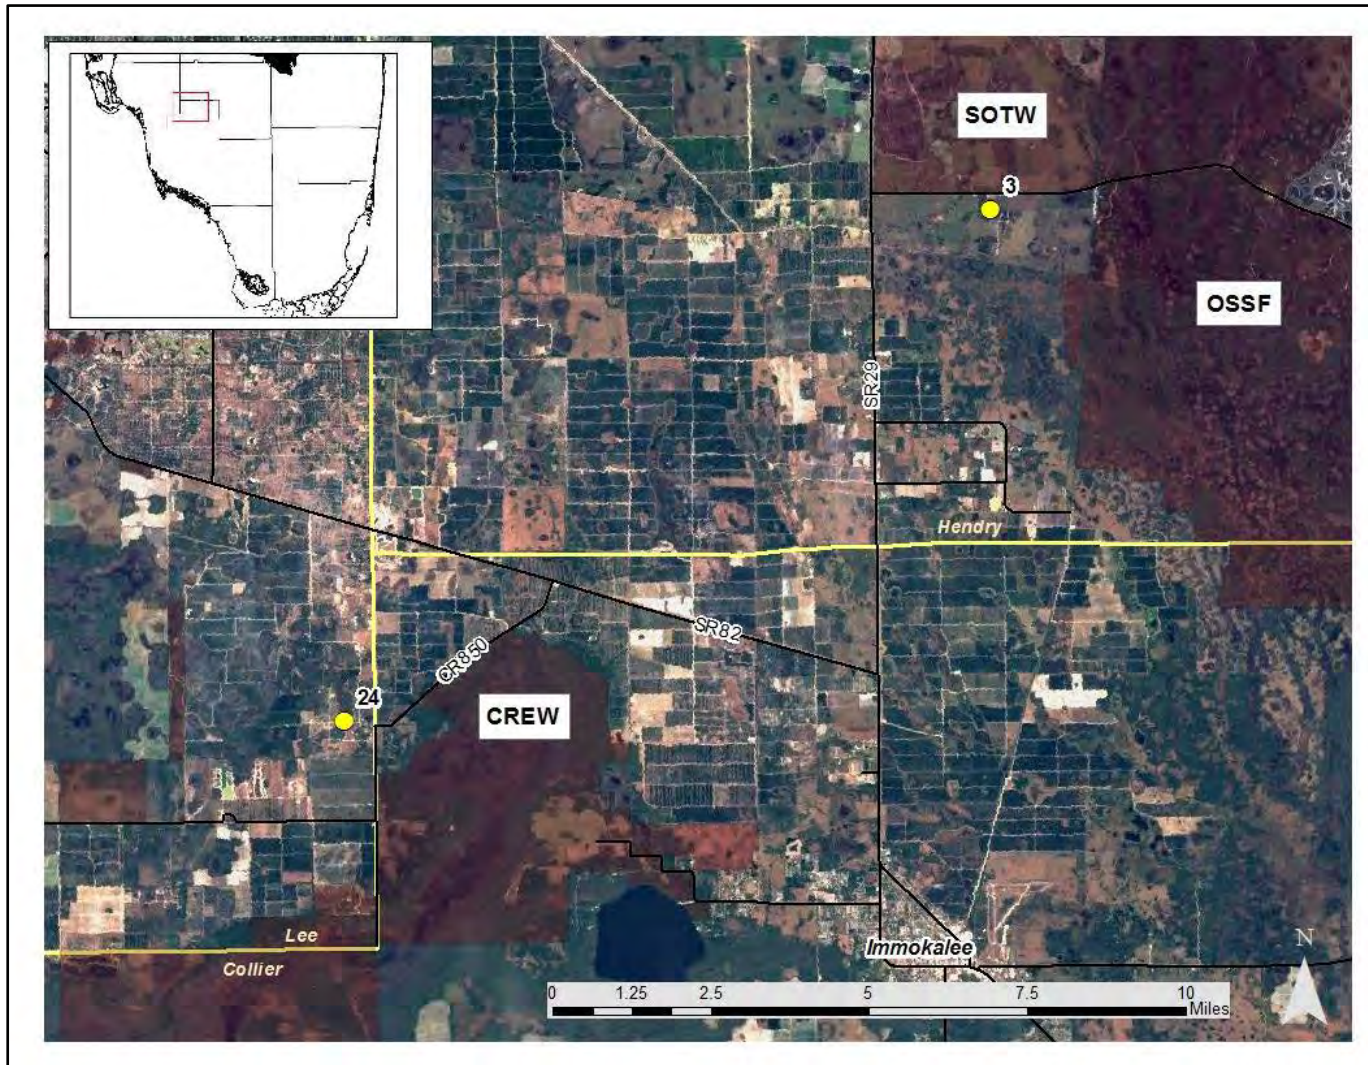 SOTW
3
OSSF
SR29
Hendry
SR82
CR850
24
CREW
Lee
Collier
Immokalee
N
0 1.25 2.5 5 7.5 10
Miles